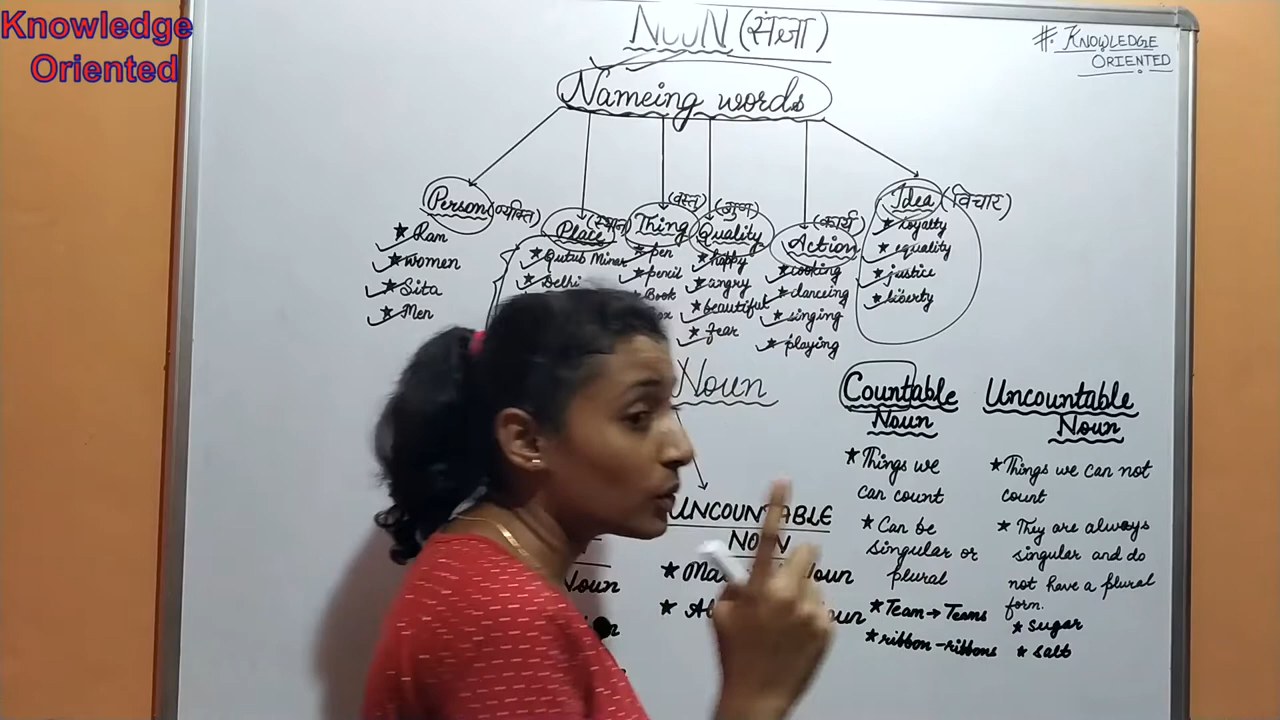 Knowledge
Oriented
NOUN (संज्ञा)
#. KNOWLEDGE
ORIENTED
Nameing words
Person (व्यक्ति)
* Ram
* women
* Sita
* Men
Place (स्थान)
* Qutub Minar
* Delhi
Thing (वस्तु)
* pen
* pencil
* Book
Box
Quality (गुण)
* happy
* angry
* beautiful
* Fear
Action (कार्य)
* cooking
* danceing
* singing
* playing
Idea (विचार)
* loyalty
* equality
* justice
* liberty
Noun
Noun
UNCOUNTABLE
NOUN
* Noun
* Noun
Countable
Noun
* Things we
can count
* Can be
singular or
plural
* Team → Teams
* ribbon - ribbons
Uncountable
Noun
* Things we can not
count
* They are always
singular and do
not have a plural
form.
* sugar
* salt